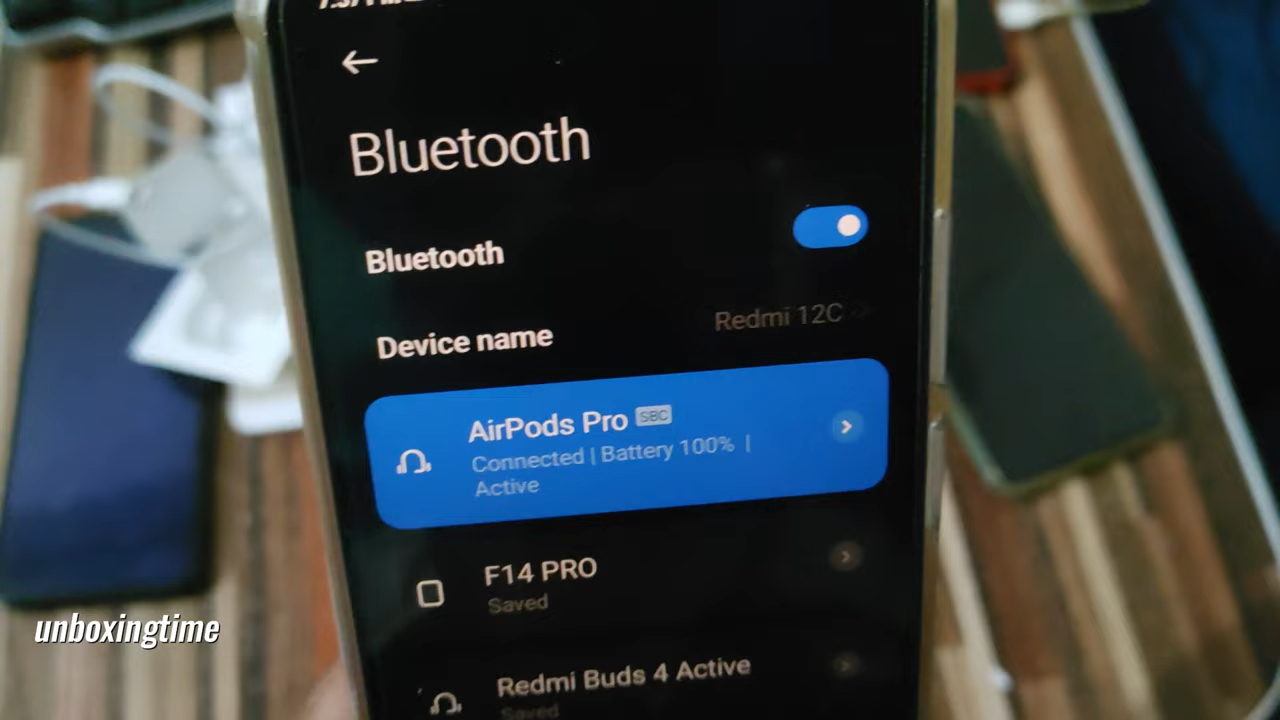 Bluetooth
Bluetooth
Device name
Redmi 12C
AirPods Pro SBC
Connected | Battery 100% |
Active
F14 PRO
Saved
Redmi Buds 4 Active
Saved
unboxingtime